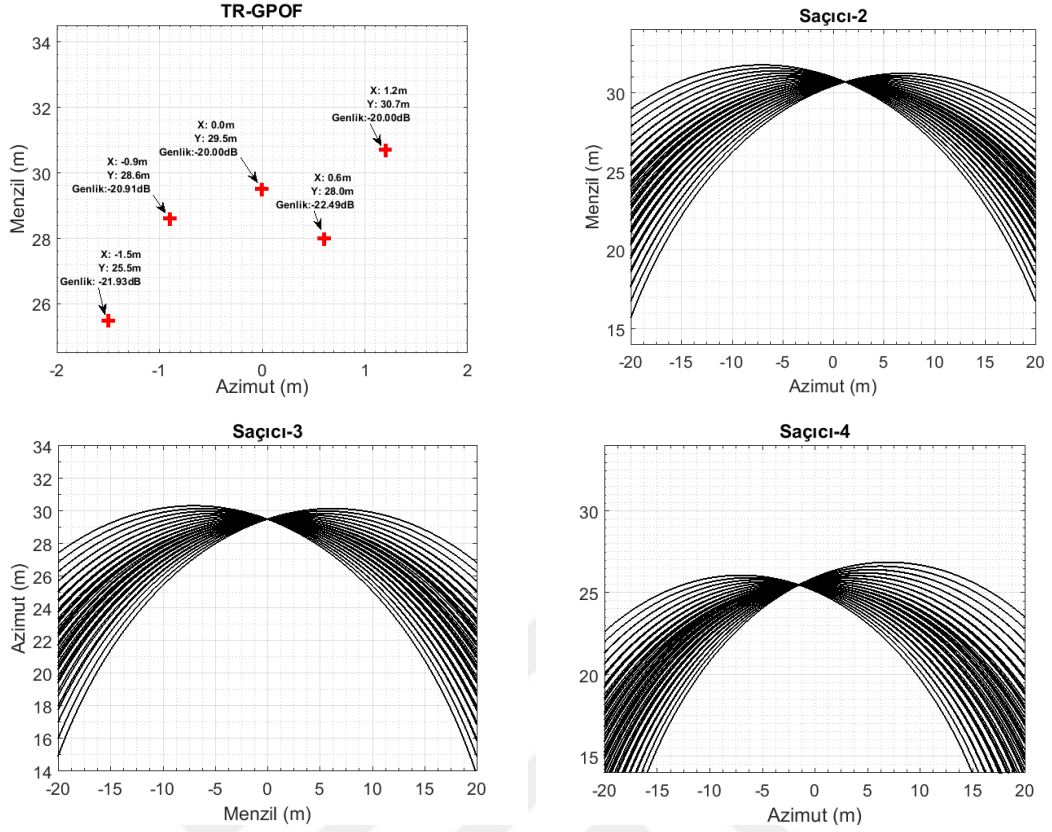 TR-GPOF
34
32
30
28
26
-2
-1
0
1
2
Menzil (m)
Azimut (m)
X: 1.2m
Y: 30.7m
Genlik:-20.00dB
X: 0.0m
Y: 29.5m
Genlik:-20.00dB
X: -0.9m
Y: 28.6m
Genlik:-20.91dB
X: 0.6m
Y: 28.0m
Genlik:-22.49dB
X: -1.5m
Y: 25.5m
Genlik: -21.93dB
Saçıcı-2
30
25
20
15
-20
-15
-10
-5
0
5
10
15
20
Menzil (m)
Azimut (m)
Saçıcı-3
34
32
30
28
26
24
22
20
18
16
14
-20
-15
-10
-5
0
5
10
15
20
Azimut (m)
Menzil (m)
Saçıcı-4
30
25
20
15
-20
-15
-10
-5
0
5
10
15
20
Azimut (m)